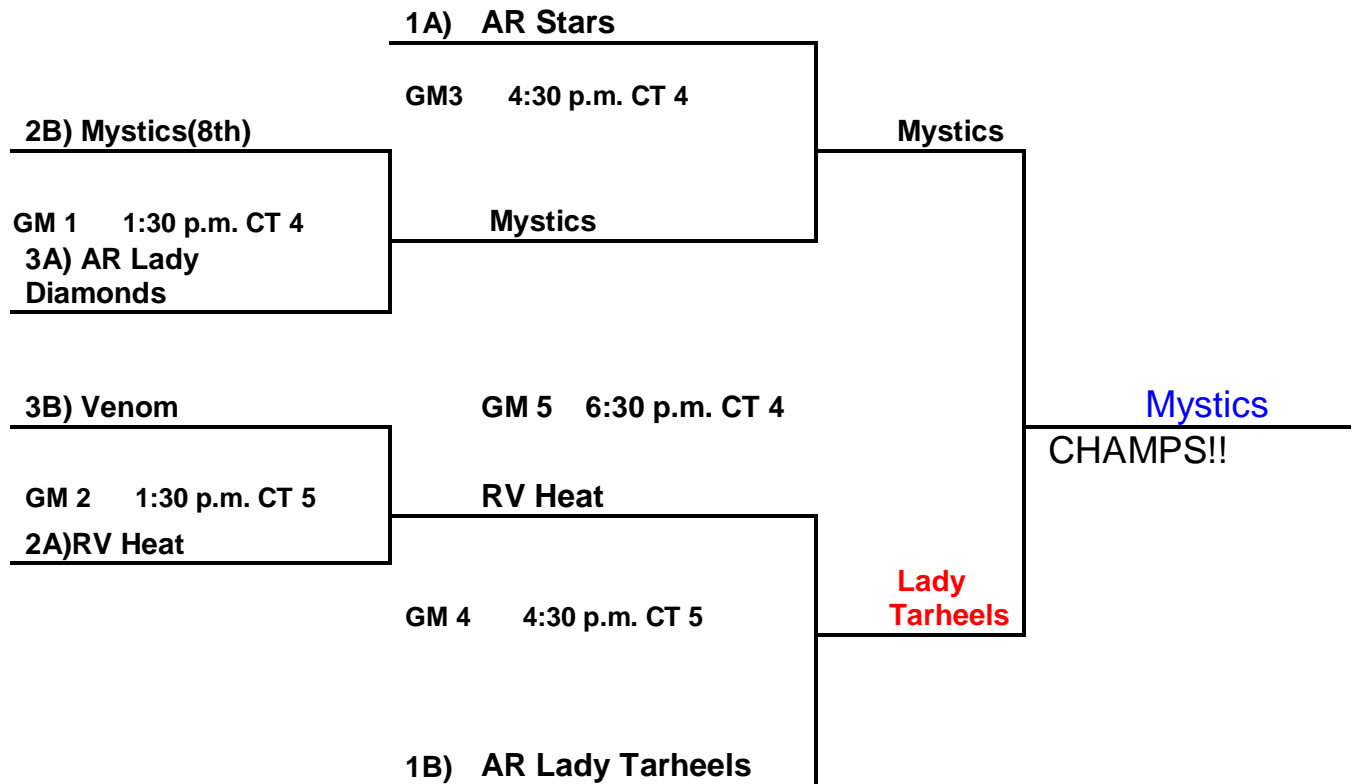 1A) AR Stars
GM3 4:30 p.m. CT 4
2B) Mystics(8th)
Mystics
GM 1 1:30 p.m. CT 4
Mystics
3A) AR Lady
Diamonds
3B) Venom
GM 5 6:30 p.m. CT 4
Mystics
CHAMPS!!
GM 2 1:30 p.m. CT 5
RV Heat
2A)RV Heat
Lady
Tarheels
GM 4 4:30 p.m. CT 5
1B) AR Lady Tarheels